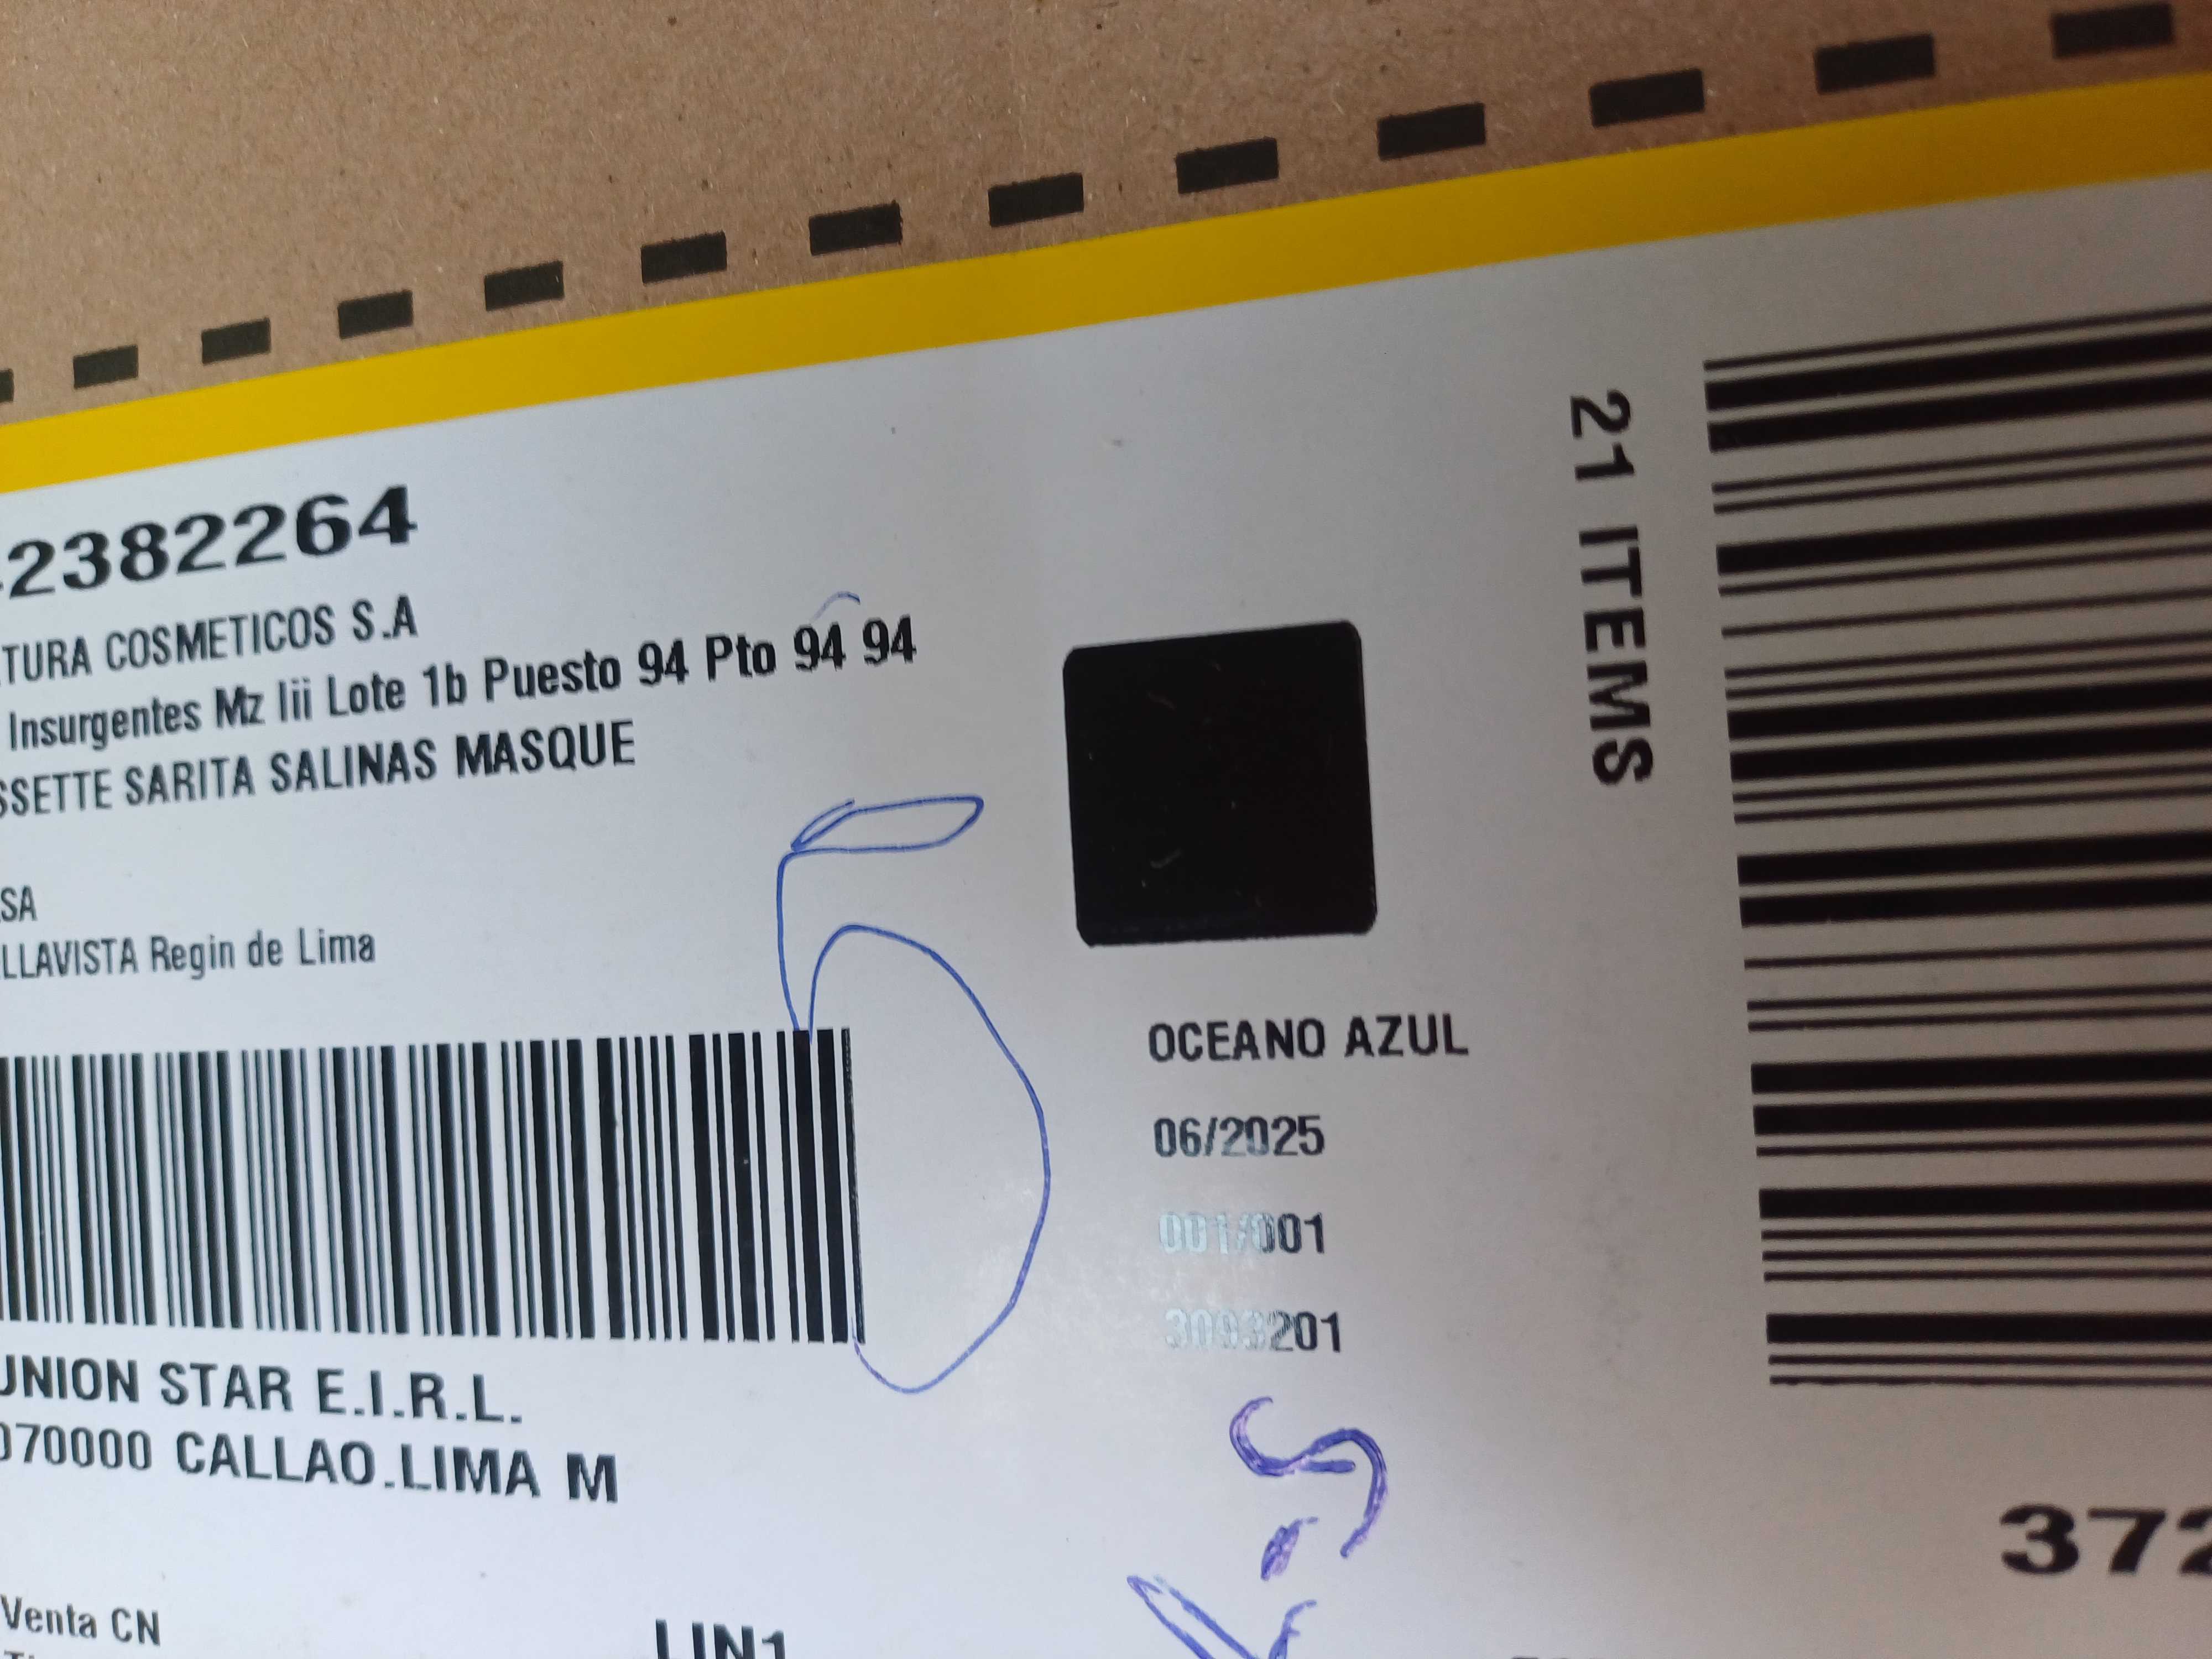 2382264
TURA COSMETICOS S.A
Insurgentes Mz Iii Lote 1b Puesto 94 Pto 94 94
SSETTE SARITA SALINAS MASQUE
SA
LLAVISTA Regin de Lima
5
UNION STAR E.I.R.L.
070000 CALLAO.LIMA M
Venta CN
LIN1
OCEANO AZUL
06/2025
001/001
3093201
21 ITEMS
372